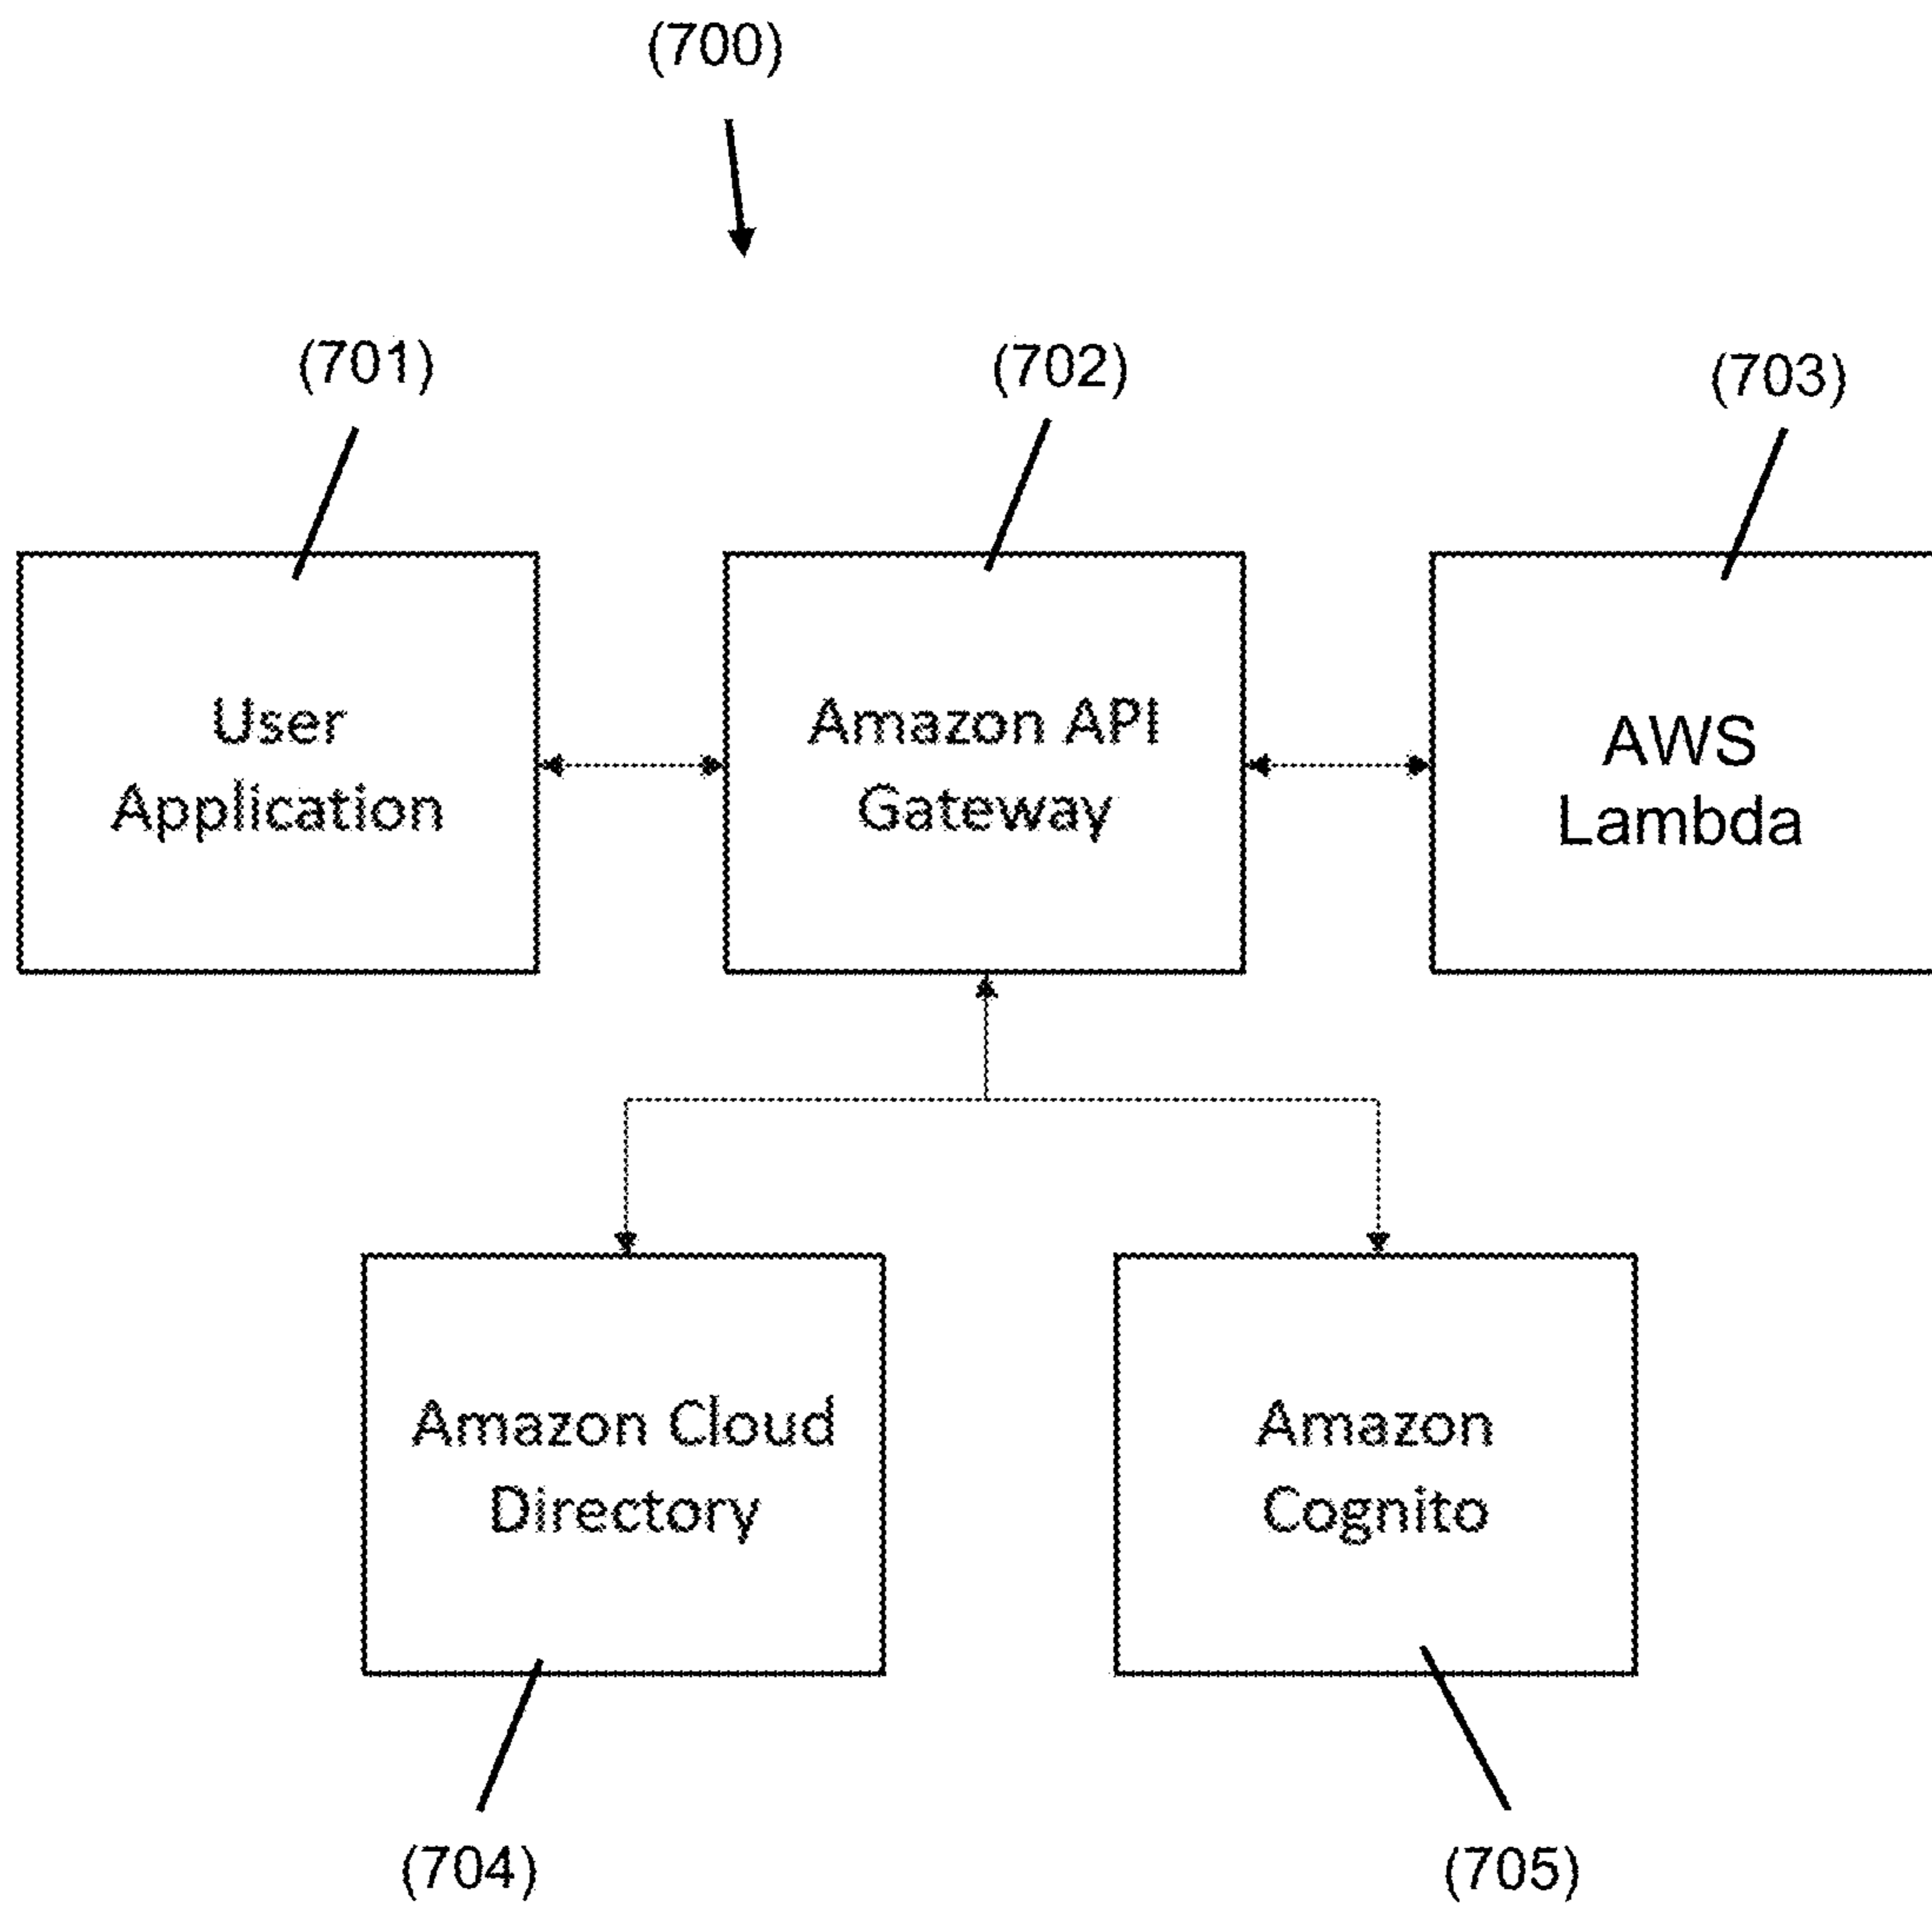 (700)
(701)
(702)
(703)
User
Application
Amazon API
Gateway
AWS
Lambda
Amazon Cloud
Directory
Amazon
Cognito
(704)
(705)